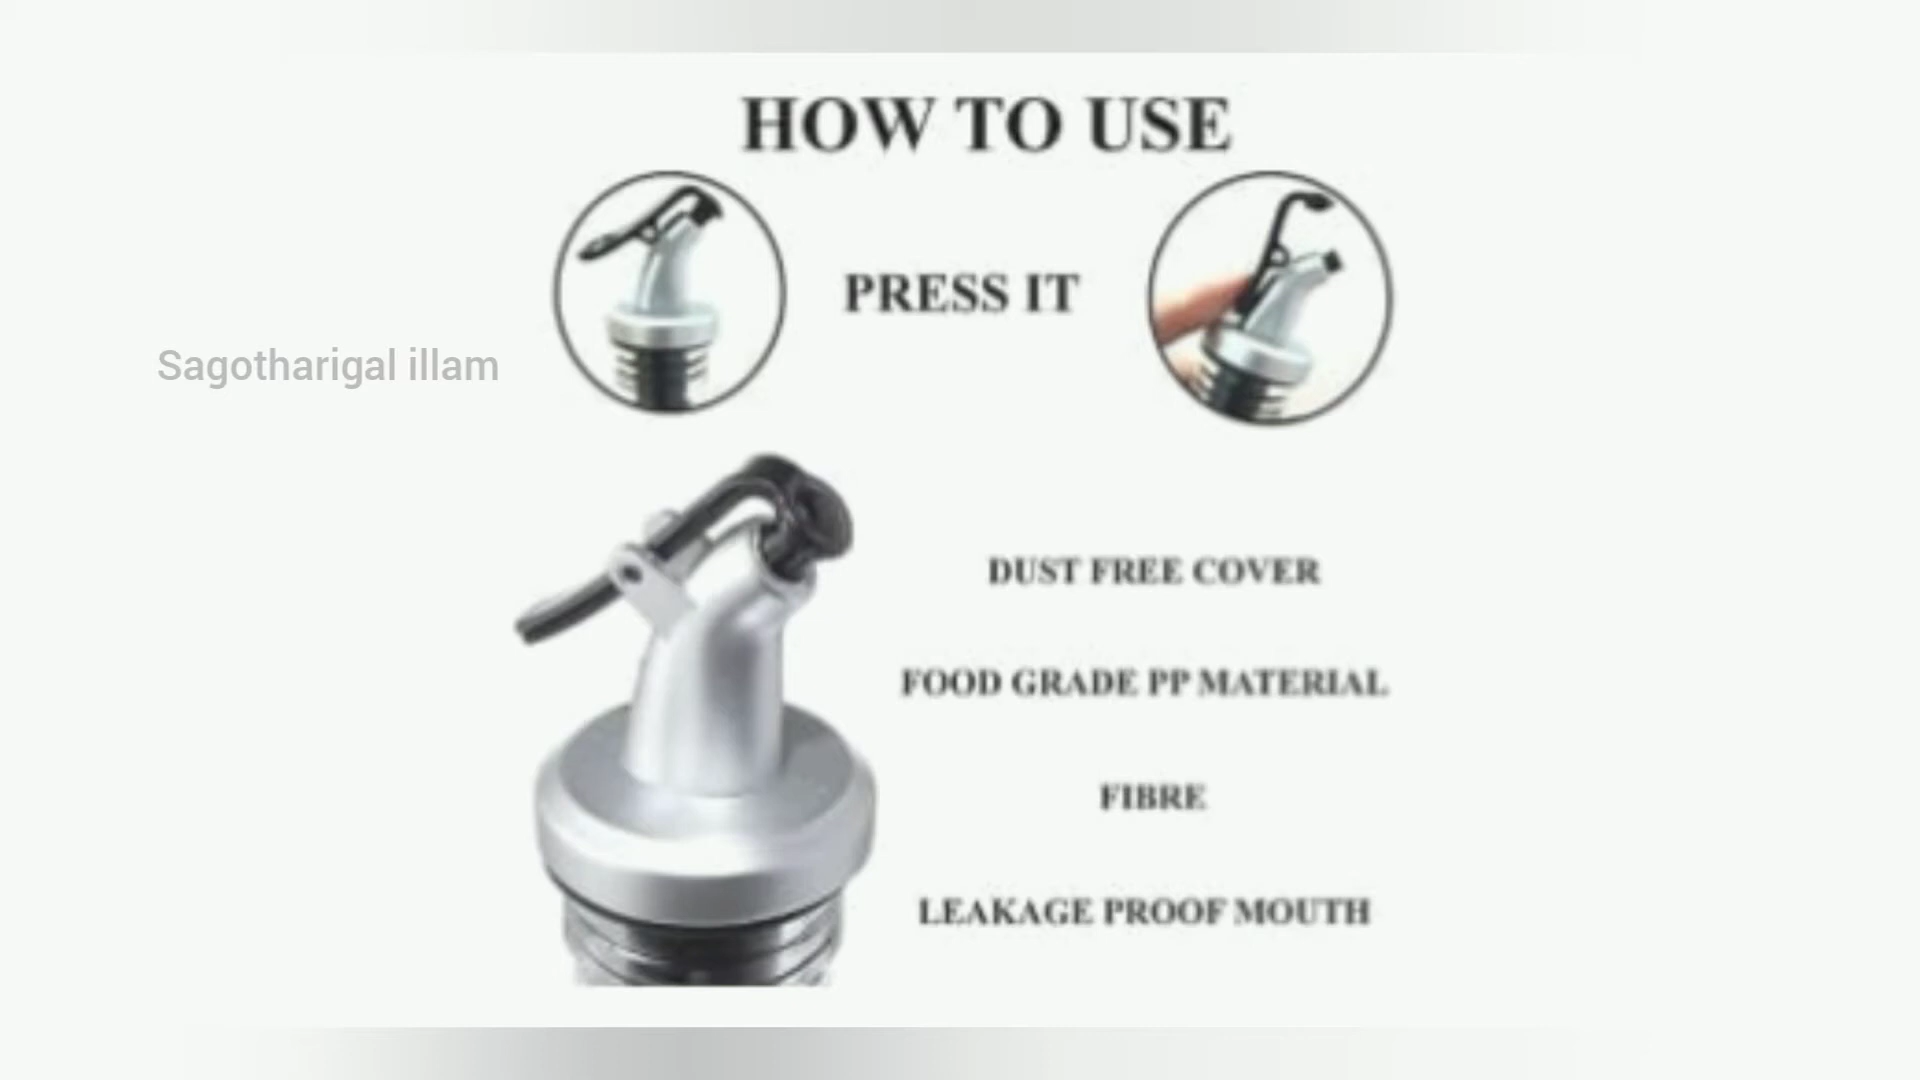 HOW TO USE
PRESS IT
Sagotharigal illam
DUST FREE COVER
FOOD GRADE PP MATERIAL
FIBRE
LEAKAGE PROOF MOUTH